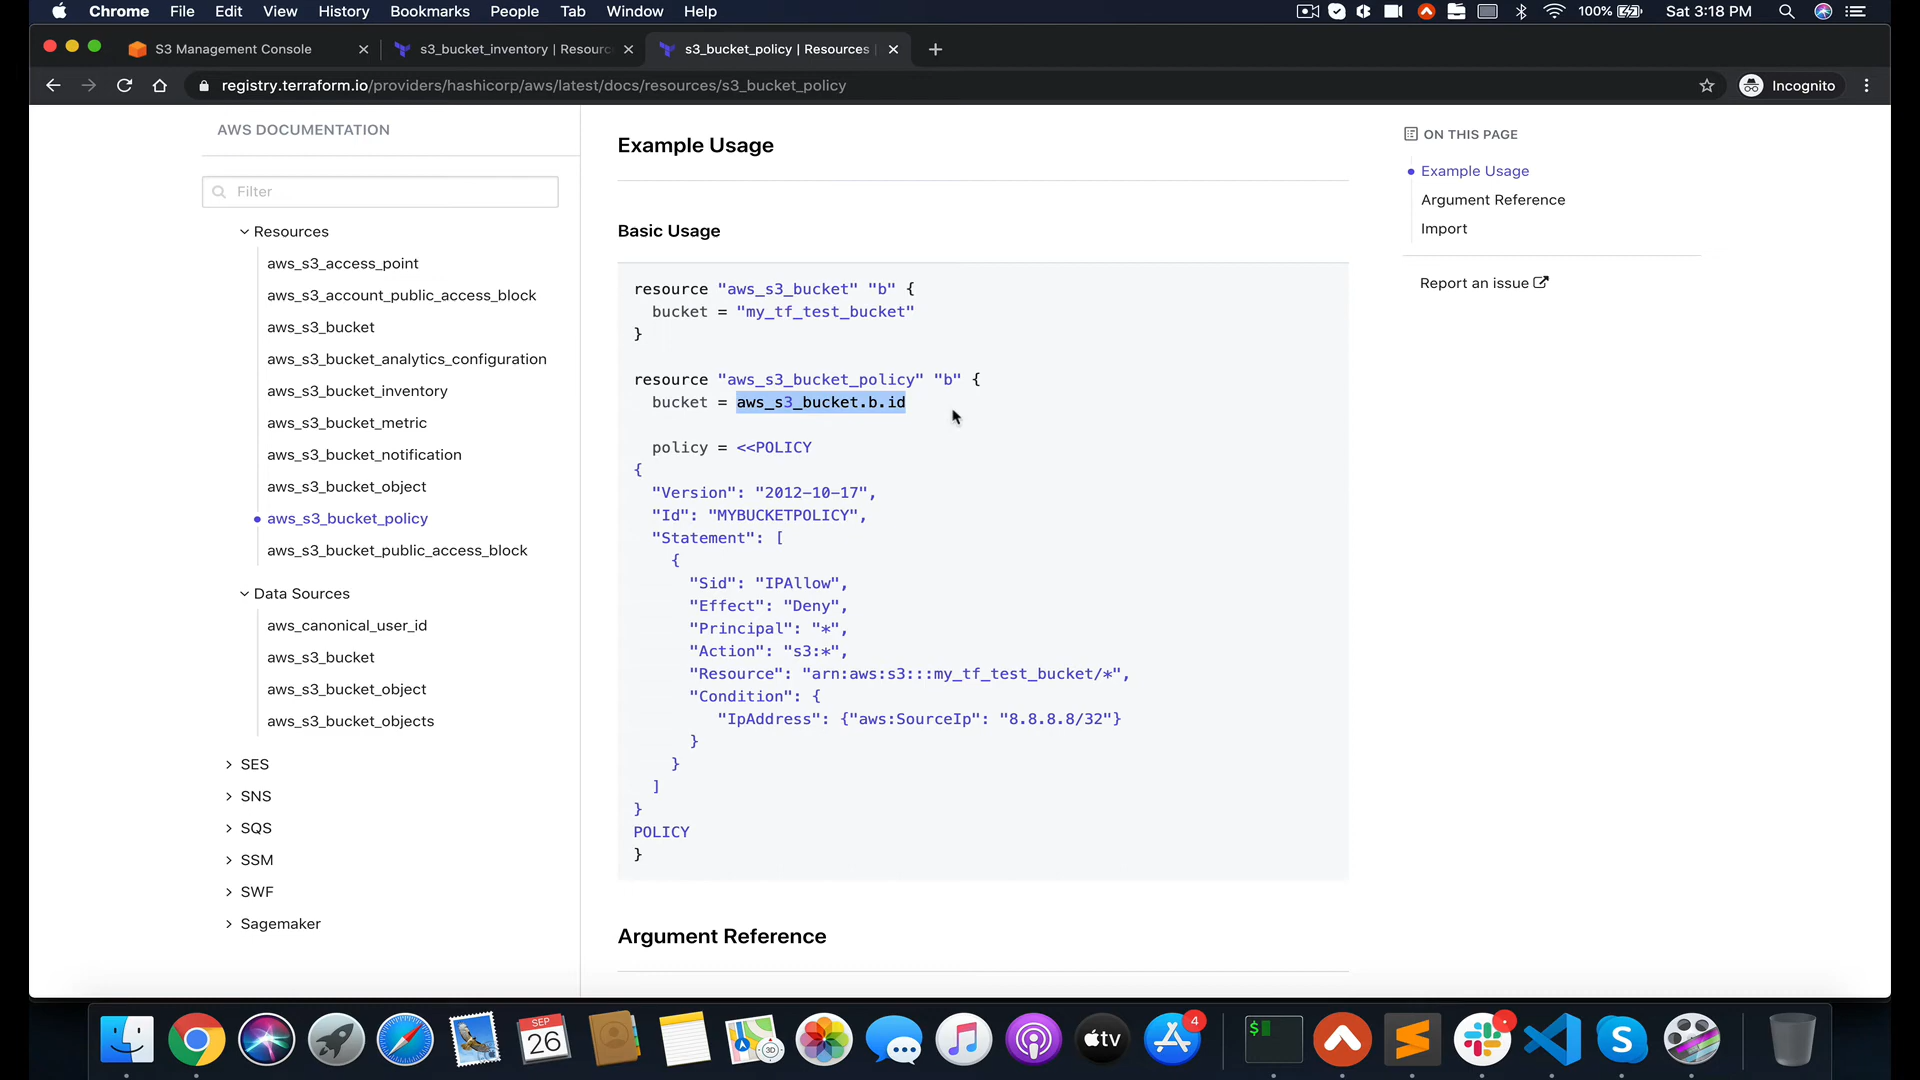 Chrome File Edit View History Bookmarks People Tab Window Help 100% Sat 3:18 PM
S3 Management Console s3_bucket_inventory | Resourc s3_bucket_policy | Resources |
registry.terraform.io/providers/hashicorp/aws/latest/docs/resources/s3_bucket_policy Incognito
AWS DOCUMENTATION
Filter
Resources
aws_s3_access_point
aws_s3_account_public_access_block
aws_s3_bucket
aws_s3_bucket_analytics_configuration
aws_s3_bucket_inventory
aws_s3_bucket_metric
aws_s3_bucket_notification
aws_s3_bucket_object
aws_s3_bucket_policy
aws_s3_bucket_public_access_block
Data Sources
aws_canonical_user_id
aws_s3_bucket
aws_s3_bucket_object
aws_s3_bucket_objects
SES
SNS
SQS
SSM
SWF
Sagemaker
Example Usage
Basic Usage
resource "aws_s3_bucket" "b" {
bucket = "my_tf_test_bucket"
}
resource "aws_s3_bucket_policy" "b" {
bucket = aws_s3_bucket.b.id
policy = <<POLICY
{
"Version": "2012-10-17",
"Id": "MYBUCKETPOLICY",
"Statement": [
{
"Sid": "IPAllow",
"Effect": "Deny",
"Principal": "*",
"Action": "s3:*",
"Resource": "arn:aws:s3:::my_tf_test_bucket/*",
"Condition": {
"IpAddress": {"aws:SourceIp": "8.8.8.8/32"}
}
}
]
}
POLICY
}
Argument Reference
ON THIS PAGE
Example Usage
Argument Reference
Import
Report an issue
SEP
26
3D
tv
4
$
S